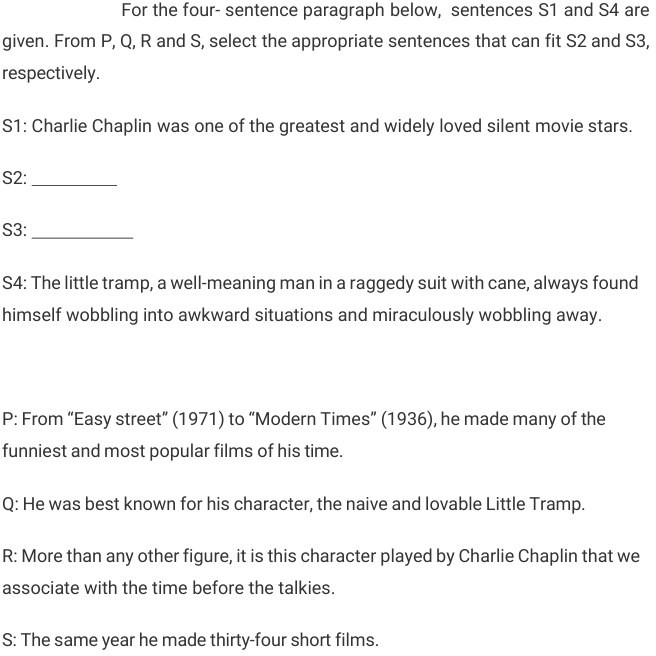 For the four- sentence paragraph below, sentences S1 and S4 are
given. From P, Q, R and S, select the appropriate sentences that can fit S2 and S3,
respectively.
S1: Charlie Chaplin was one of the greatest and widely loved silent movie stars.
S2: __________
S3: ____________
S4: The little tramp, a well-meaning man in a raggedy suit with cane, always found
himself wobbling into awkward situations and miraculously wobbling away.
P: From “Easy street” (1971) to “Modern Times” (1936), he made many of the
funniest and most popular films of his time.
Q: He was best known for his character, the naive and lovable Little Tramp.
R: More than any other figure, it is this character played by Charlie Chaplin that we
associate with the time before the talkies.
S: The same year he made thirty-four short films.